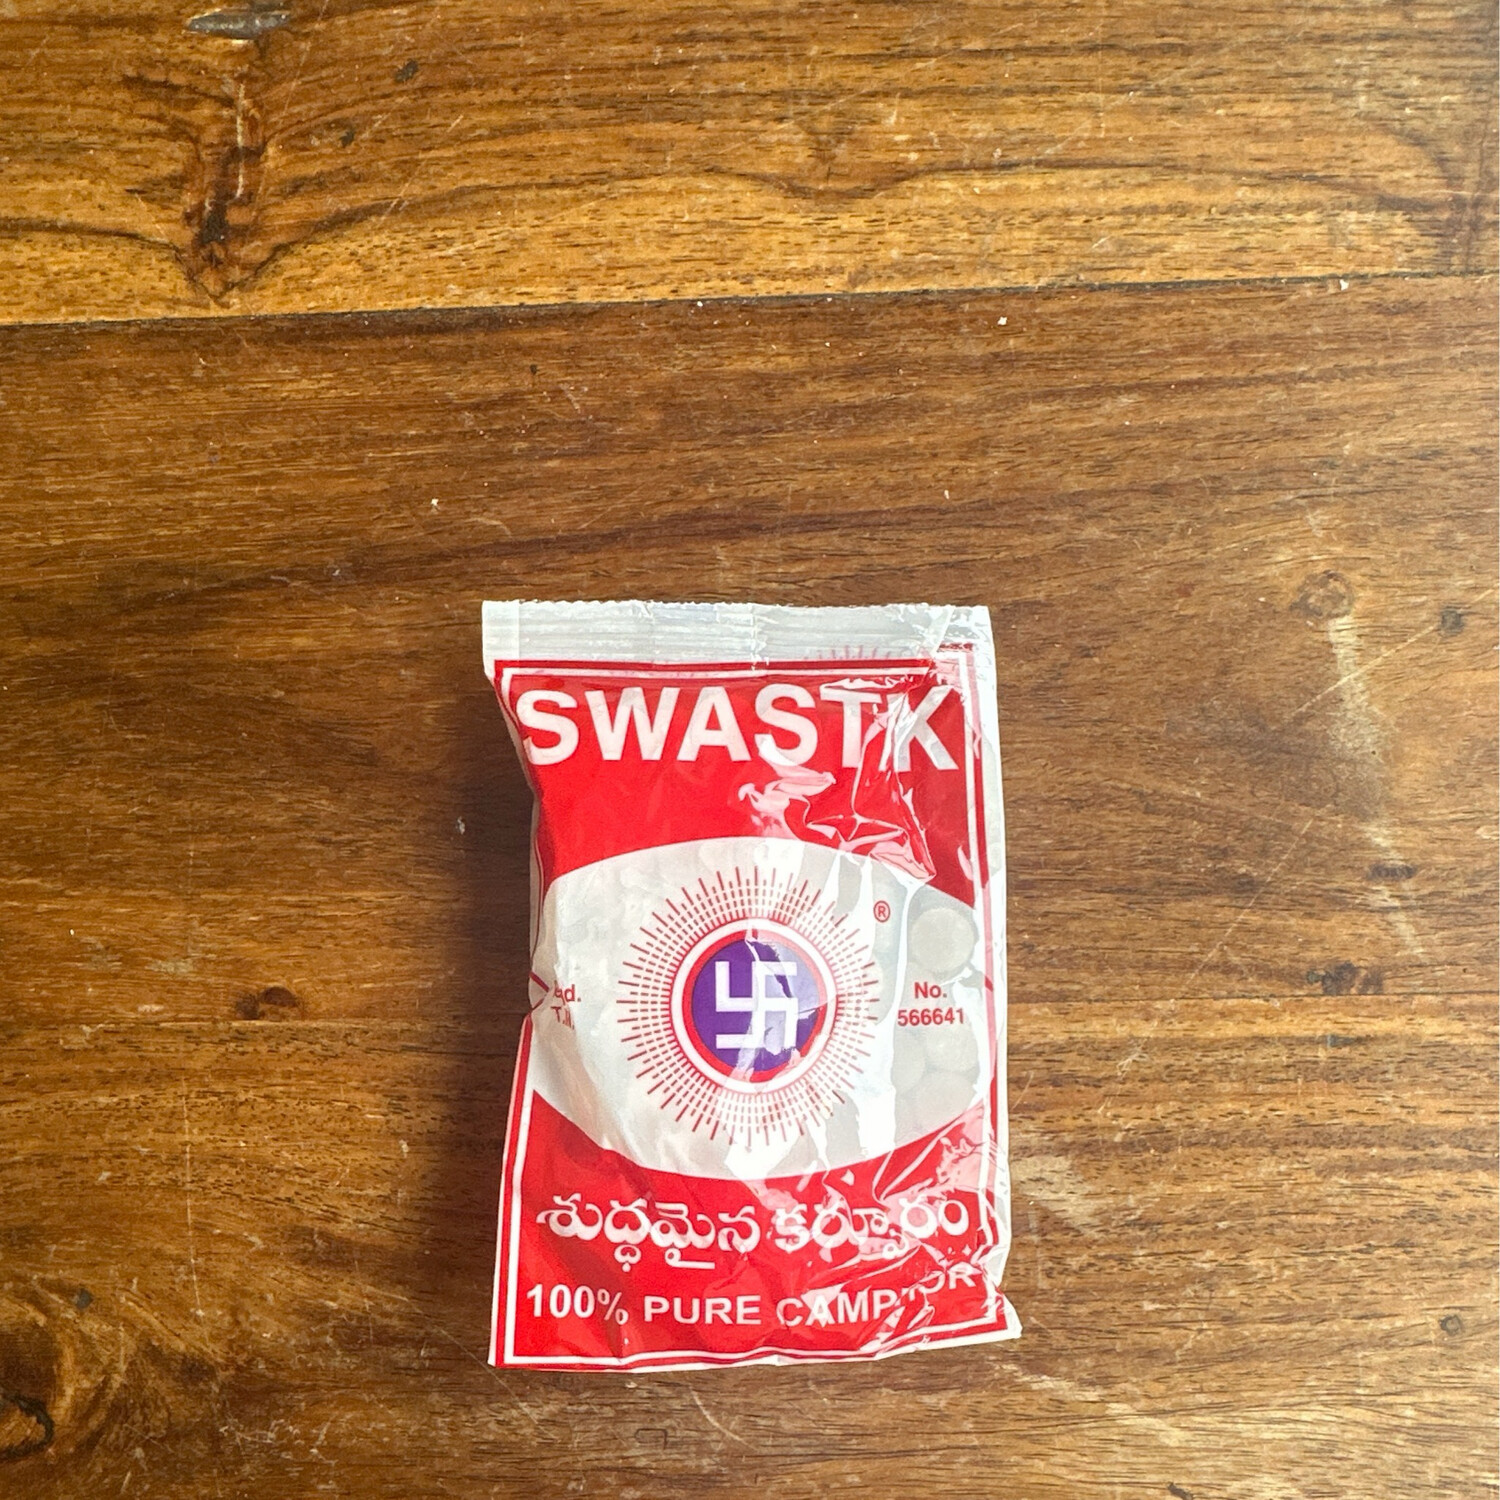 SWASTIK
®
No.
566641
శుద్ధమైన కర్పూరం
100% PURE CAMPHOR